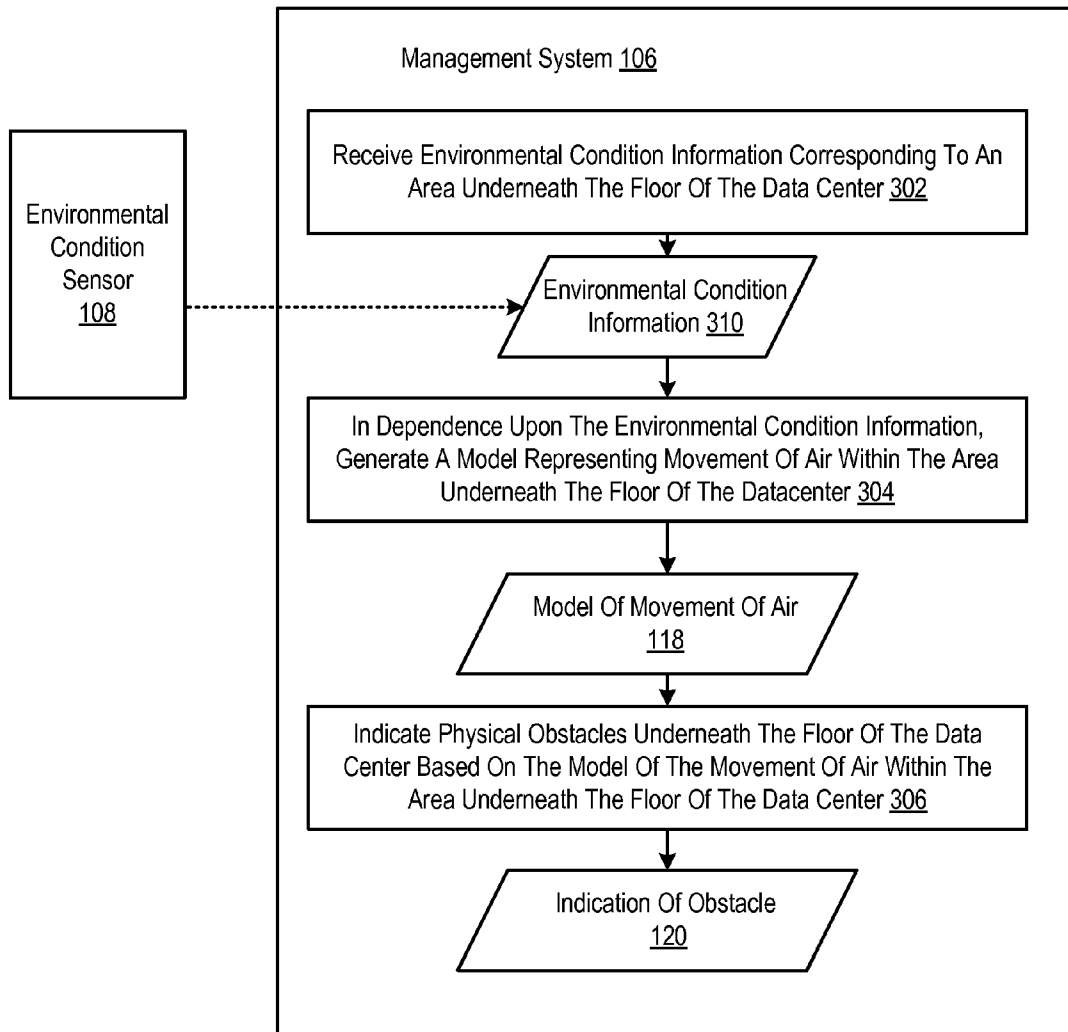 Management System 106
Receive Environmental Condition Information Corresponding To An
Area Underneath The Floor Of The Data Center 302
Environmental
Condition
Sensor
108
Environmental Condition
Information 310
In Dependence Upon The Environmental Condition Information,
Generate A Model Representing Movement Of Air Within The Area
Underneath The Floor Of The Datacenter 304
Model Of Movement Of Air
118
Indicate Physical Obstacles Underneath The Floor Of The Data
Center Based On The Model Of The Movement Of Air Within The
Area Underneath The Floor Of The Data Center 306
Indication Of Obstacle
120